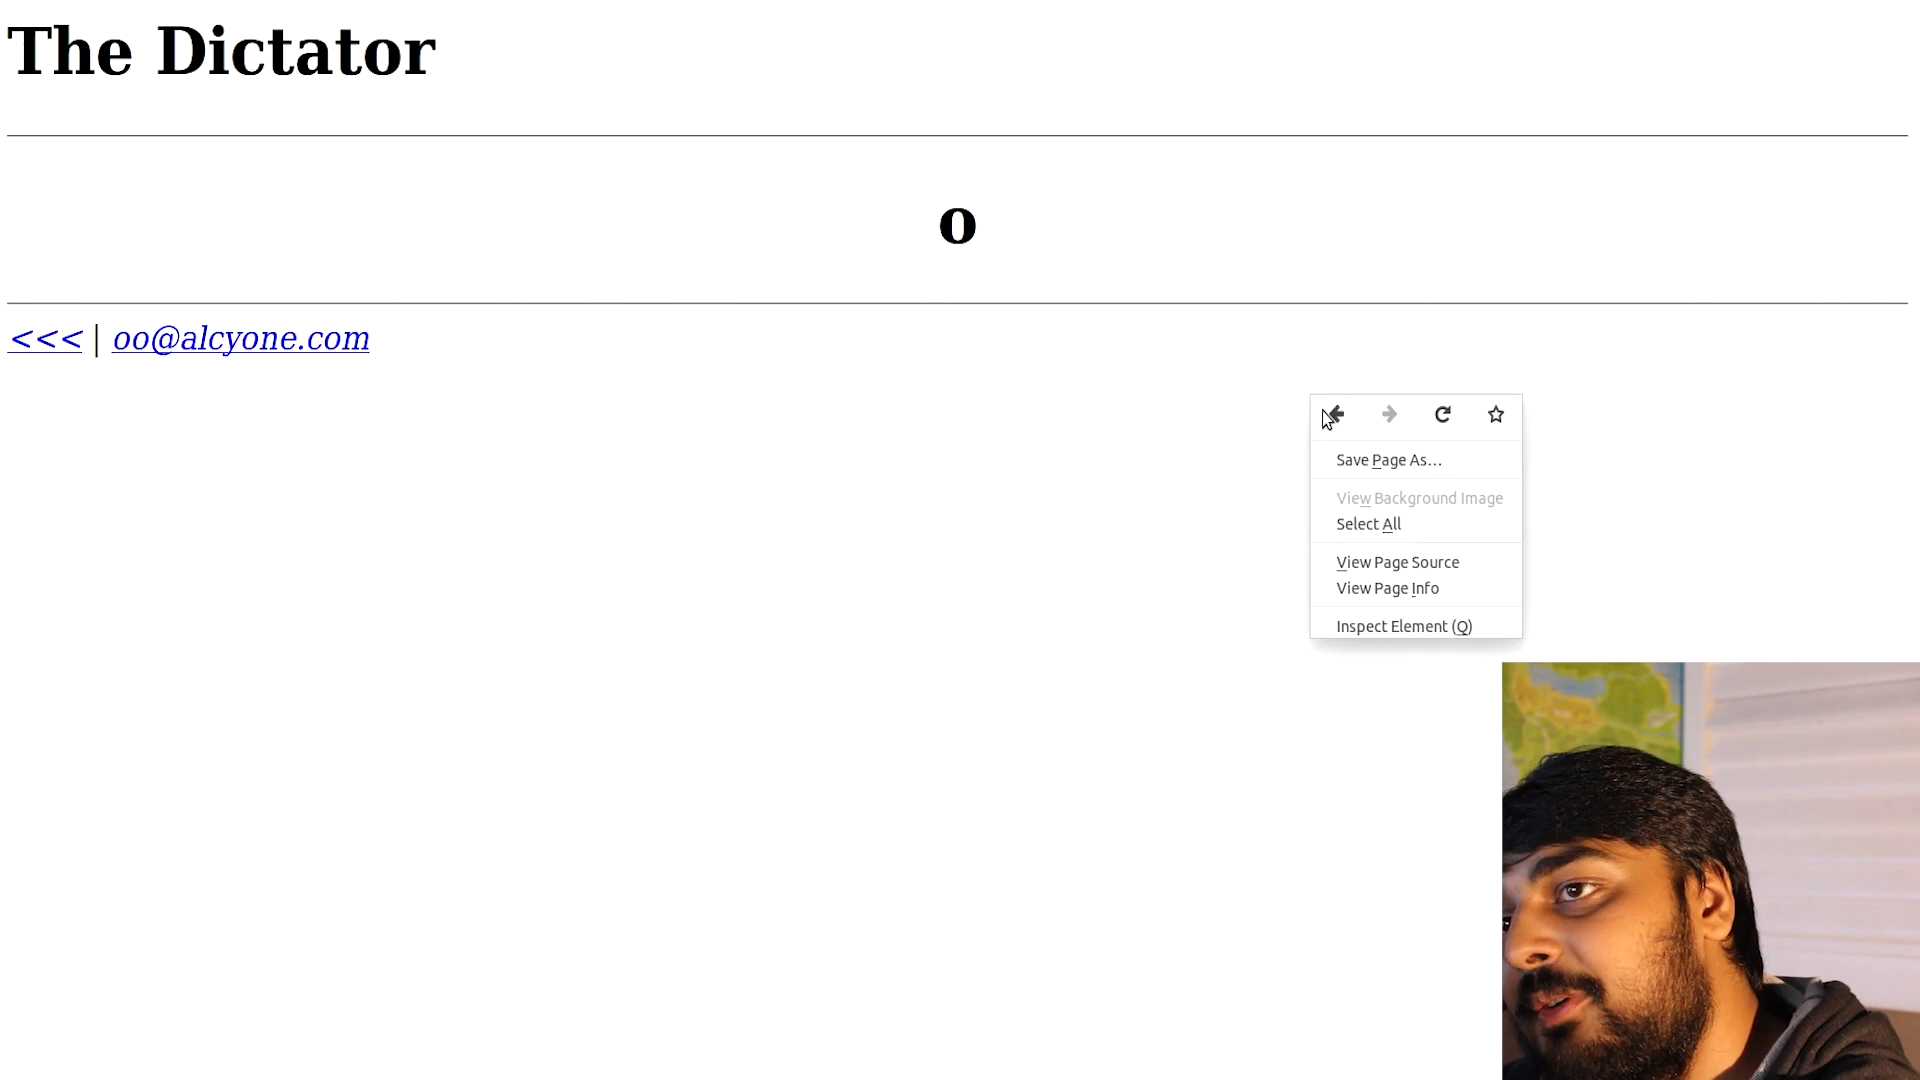 The Dictator
o
<<< | oo@alcyone.com
Save Page As...
View Background Image
Select All
View Page Source
View Page Info
Inspect Element (Q)